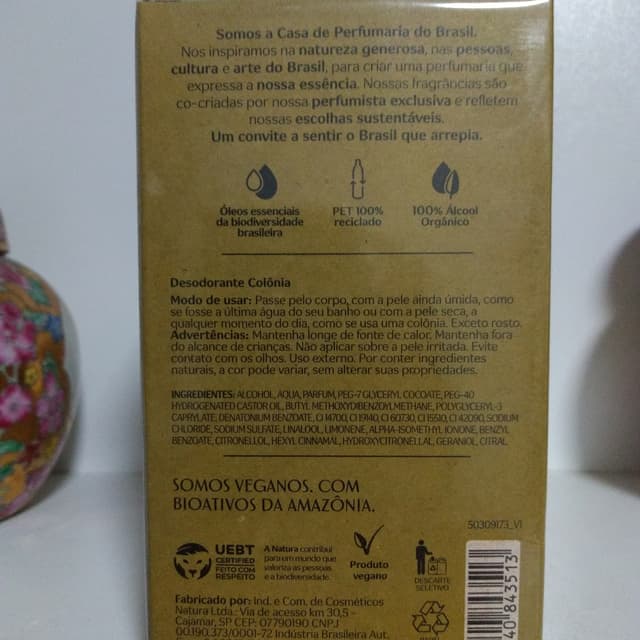 Somos a Casa de Perfumaria do Brasil.
Nos inspiramos na natureza generosa, nas pessoas,
cultura e arte do Brasil, para criar uma perfumaria que
expressa a nossa essência. Nossas fragrâncias são
co-criadas por nossa perfumista exclusiva e refletem
nossas escolhas sustentáveis.
Um convite a sentir o Brasil que arrepia.
Óleos essenciais
da biodiversidade
brasileira
PET 100%
reciclado
100% Álcool
Orgânico
Desodorante Colônia
Modo de usar: Passe pelo corpo, com a pele ainda úmida, como
se fosse a última água do seu banho ou com a pele seca, a
qualquer momento do dia, como se usa uma colônia. Exceto rosto.
Advertências: Mantenha longe de fonte de calor. Mantenha fora
do alcance de crianças. Não aplicar sobre a pele irritada. Evite
contato com os olhos. Uso externo. Por conter ingredientes
naturais, a cor pode variar, sem alterar suas propriedades.
INGREDIENTES: ALCOHOL, AQUA, PARFUM, PEG-7 GLYCERYL COCOATE, PEG-40
HYDROGENATED CASTOR OIL, BUTYL METHOXYDIBENZOYLMETHANE, POLYGLYCERYL-3
CAPRYLATE, DENATONIUM BENZOATE, CI 14700, CI 19140, CI 60730, CI 15510, CI 42090, SODIUM
CHLORIDE, SODIUM SULFATE, LINALOOL, LIMONENE, ALPHA-ISOMETHYL IONONE, BENZYL
BENZOATE, CITRONELLOL, HEXYL CINNAMAL, HYDROXYCITRONELLAL, GERANIOL, CITRAL.
SOMOS VEGANOS. COM
BIOATIVOS DA AMAZÔNIA.
50309173_V1
UEBT
CERTIFIED
FEITO COM
RESPEITO
A Natura contribui
para um mundo que
valoriza as pessoas
e a biodiversidade.
Produto
vegano
DESCARTE
SELETIVO
Fabricado por: Ind. e Com. de Cosméticos
Natura Ltda.: Via de acesso km 30,5 -
Cajamar, SP CEP: 07790190 CNPJ
00.190.373/0001-72 Indústria Brasileira Aut.
40 843513